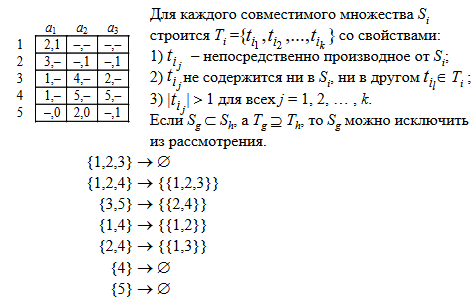 a1 a2 a3
1 2,1 –,– –,–
2 3,– –,1 –,1
3 1,– 4,– 2,–
4 1,– 5,– 5,–
5 –,0 2,0 –,1
Для каждого совместимого множества Si
строится Ti ={ti1 , ti2 ,...,tik } со свойствами:
1) tij – непосредственно производное от Si;
2) tij не содержится ни в Si, ни в другом til∈ Ti ;
3) |tij| > 1 для всех j = 1, 2, … , k.
Если Sg ⊂ Sh, а Tg ⊇ Th, то Sg можно исключить
из рассмотрения.
{1,2,3} → ∅
{1,2,4} → {{1,2,3}}
{3,5} → {{2,4}}
{1,4} → {{1,2}}
{2,4} → {{1,3}}
{4} → ∅
{5} → ∅